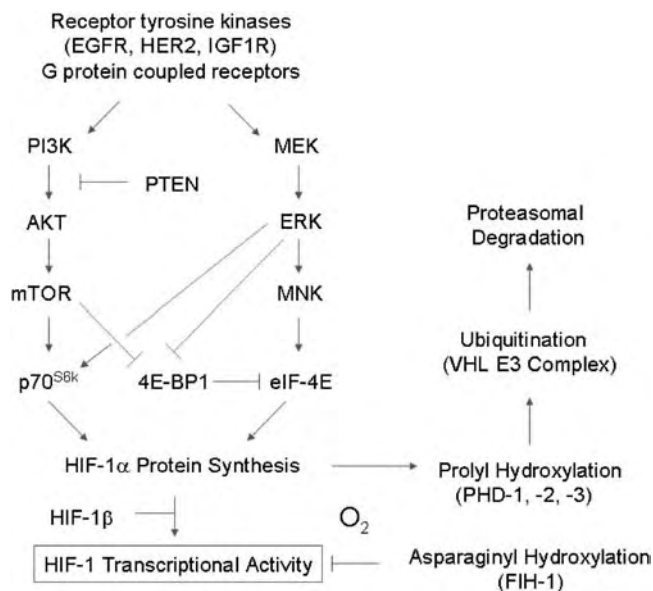 Receptor tyrosine kinases
(EGFR, HER2, IGF1R)
G protein coupled receptors
PI3K
MEK
PTEN
AKT
ERK
Proteasomal
Degradation
mTOR
MNK
Ubiquitination
(VHL E3 Complex)
p70S6k
4E-BP1
eIF-4E
HIF-1α Protein Synthesis
Prolyl Hydroxylation
(PHD-1, -2, -3)
HIF-1β
O2
HIF-1 Transcriptional Activity
Asparaginyl Hydroxylation
(FIH-1)